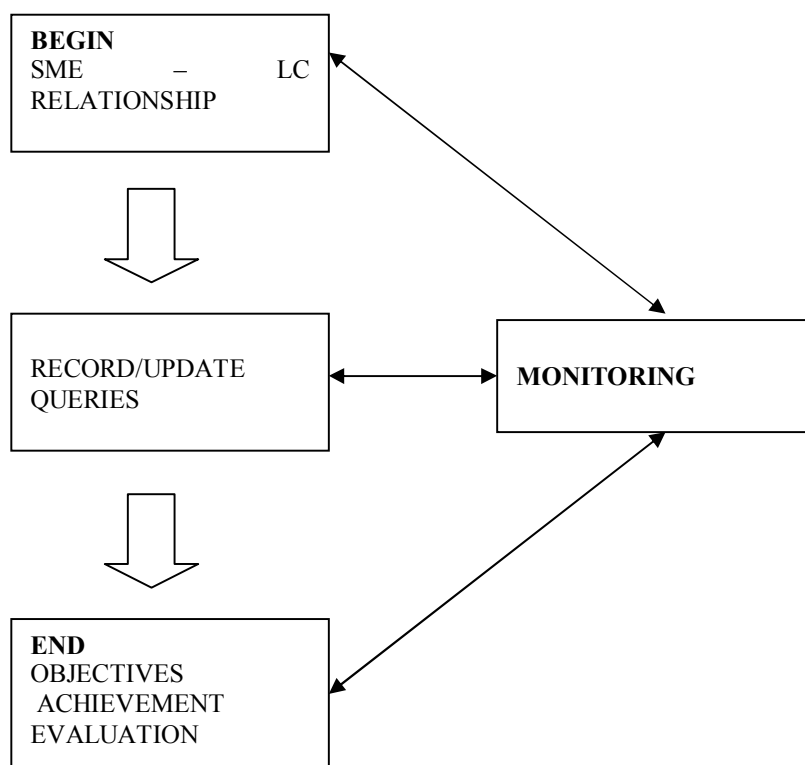 BEGIN
SME – LC
RELATIONSHIP
RECORD/UPDATE
QUERIES
MONITORING
END
OBJECTIVES
ACHIEVEMENT
EVALUATION